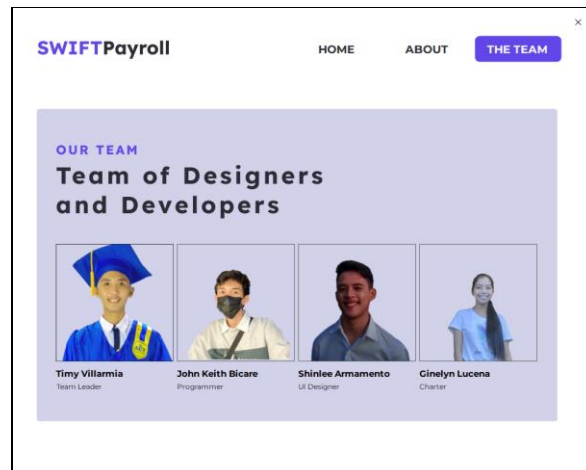 ×
SWIFTPayroll
HOME ABOUT THE TEAM
OUR TEAM
Team of Designers
and Developers
Timy Villarmia John Keith Bicare Shinlee Armamento Ginelyn Lucena
Team Leader Programmer UI Designer Charter